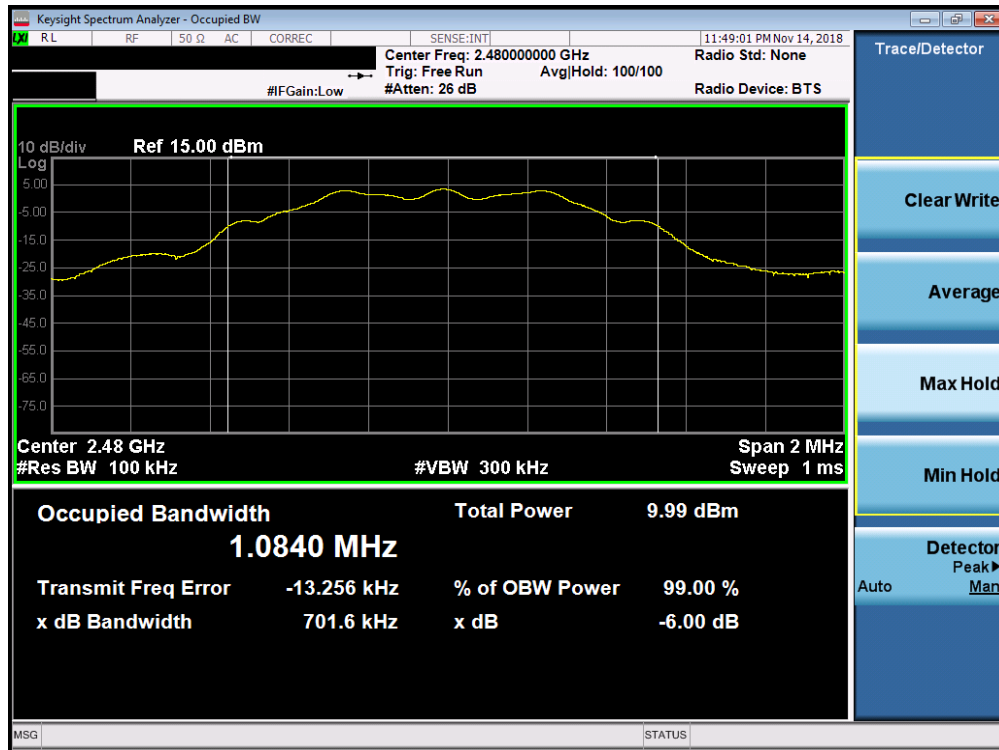 Keysight Spectrum Analyzer - Occupied BW
LXI RL RF 50 Ω AC CORREC SENSE:INT 11:49:01 PM Nov 14, 2018
Center Freq: 2.480000000 GHz Radio Std: None
Trig: Free Run Avg|Hold: 100/100
#IFGain:Low #Atten: 26 dB Radio Device: BTS
Trace/Detector
10 dB/div Ref 15.00 dBm
Log
5.00
-5.00
-15.0
-25.0
-35.0
-45.0
-55.0
-65.0
-75.0
Center 2.48 GHz Span 2 MHz
#Res BW 100 kHz #VBW 300 kHz Sweep 1 ms
Occupied Bandwidth Total Power 9.99 dBm
1.0840 MHz
Transmit Freq Error -13.256 kHz % of OBW Power 99.00 %
x dB Bandwidth 701.6 kHz x dB -6.00 dB
Clear Write
Average
Max Hold
Min Hold
Detector
Peak▶
Auto Man
MSG STATUS